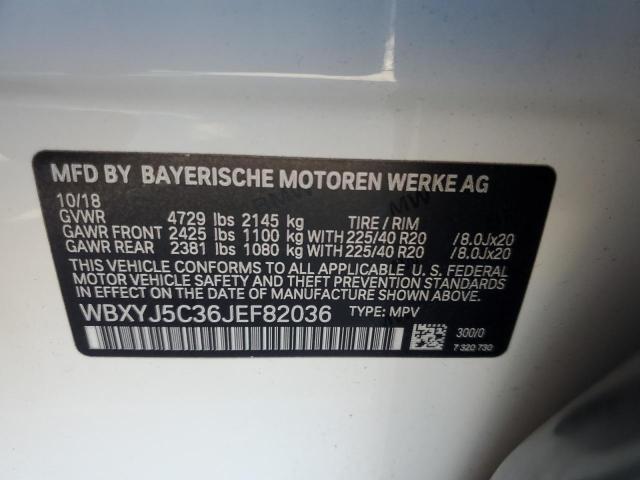 MFD BY BAYERISCHE MOTOREN WERKE AG
10/18
GVWR 4729 lbs 2145 kg TIRE / RIM
GAWR FRONT 2425 lbs 1100 kg WITH 225/40 R20 /8.0Jx20
GAWR REAR 2381 lbs 1080 kg WITH 225/40 R20 /8.0Jx20
THIS VEHICLE CONFORMS TO ALL APPLICABLE U. S. FEDERAL
MOTOR VEHICLE SAFETY, BUMPER, AND THEFT PREVENTION STANDARDS
IN EFFECT ON THE DATE OF MANUFACTURE SHOWN ABOVE.
WBXYJ5C36JEF82036 TYPE: MPV
300/0
7 320 730